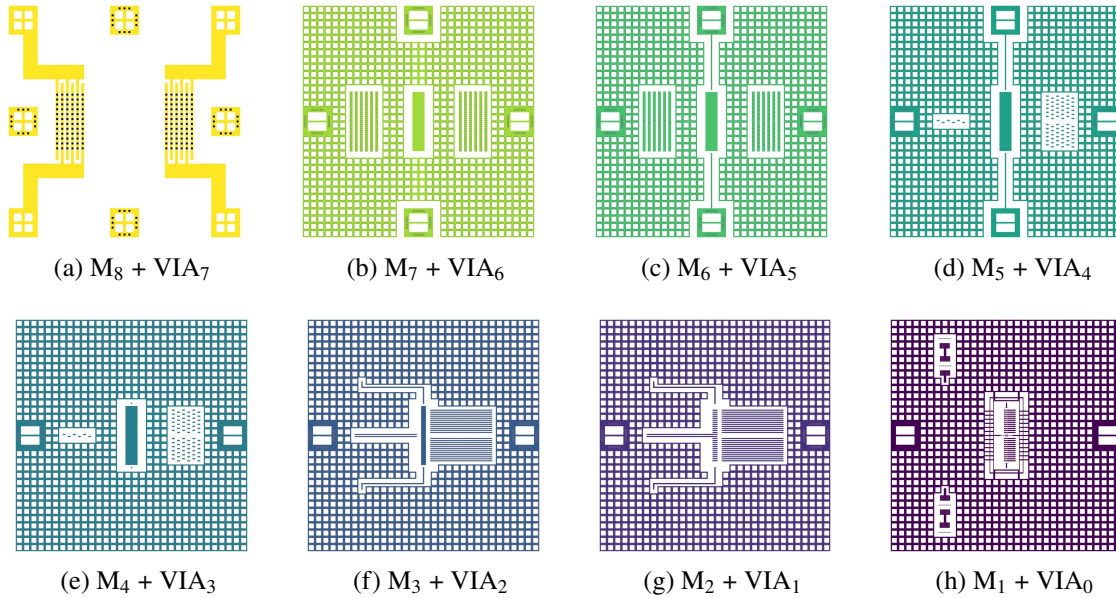 (a) M₈ + VIA₇
(b) M₇ + VIA₆
(c) M₆ + VIA₅
(d) M₅ + VIA₄
(e) M₄ + VIA₃
(f) M₃ + VIA₂
(g) M₂ + VIA₁
(h) M₁ + VIA₀